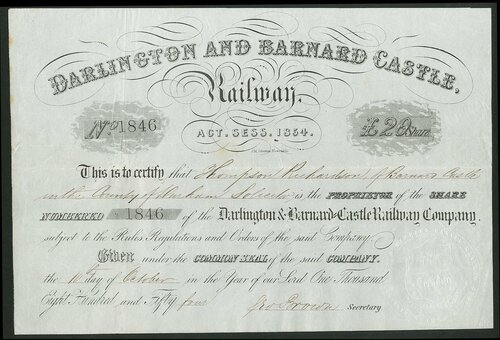 DARLINGTON AND BARNARD CASTLE.
Railway.
ACT. SESS. 1854.
No 1846
£20 Share
This is to certify that Thompson Richardson of Barnard Castle
in the County of Durham Solicitor is the PROPRIETOR of the SHARE
NUMBERED 1846 of the Darlington & Barnard-Castle Railway Company.
subject to the Rules Regulations and Orders of the said Company.
Given under the COMMON SEAL of the said COMPANY.
the day of October in the Year of our Lord One Thousand
Eight Hundred and Fifty four Jno Brown Secretary